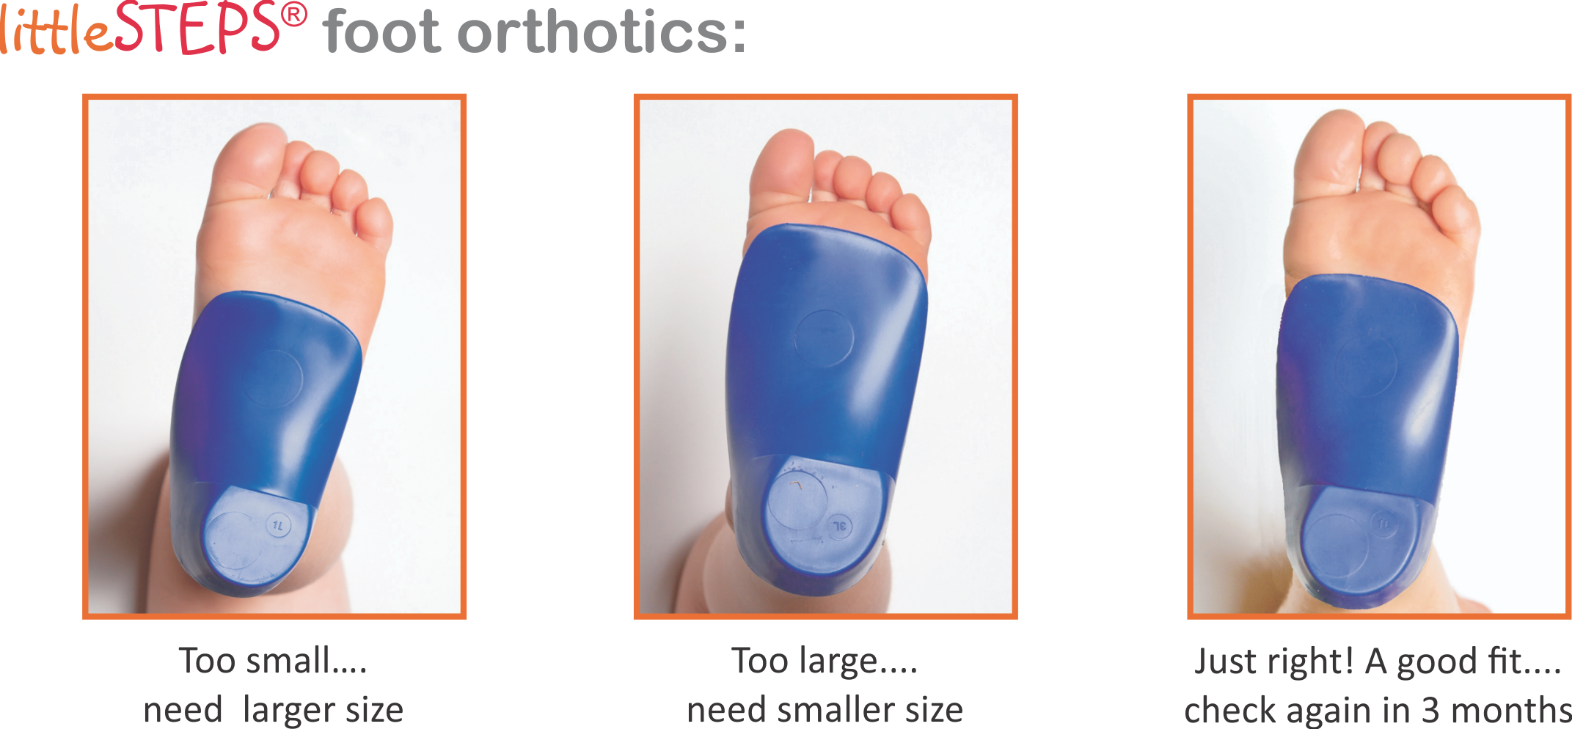 littleSTEPS® foot orthotics:
1L
3L
Too small....
need larger size
Too large....
need smaller size
Just right! A good fit....
check again in 3 months